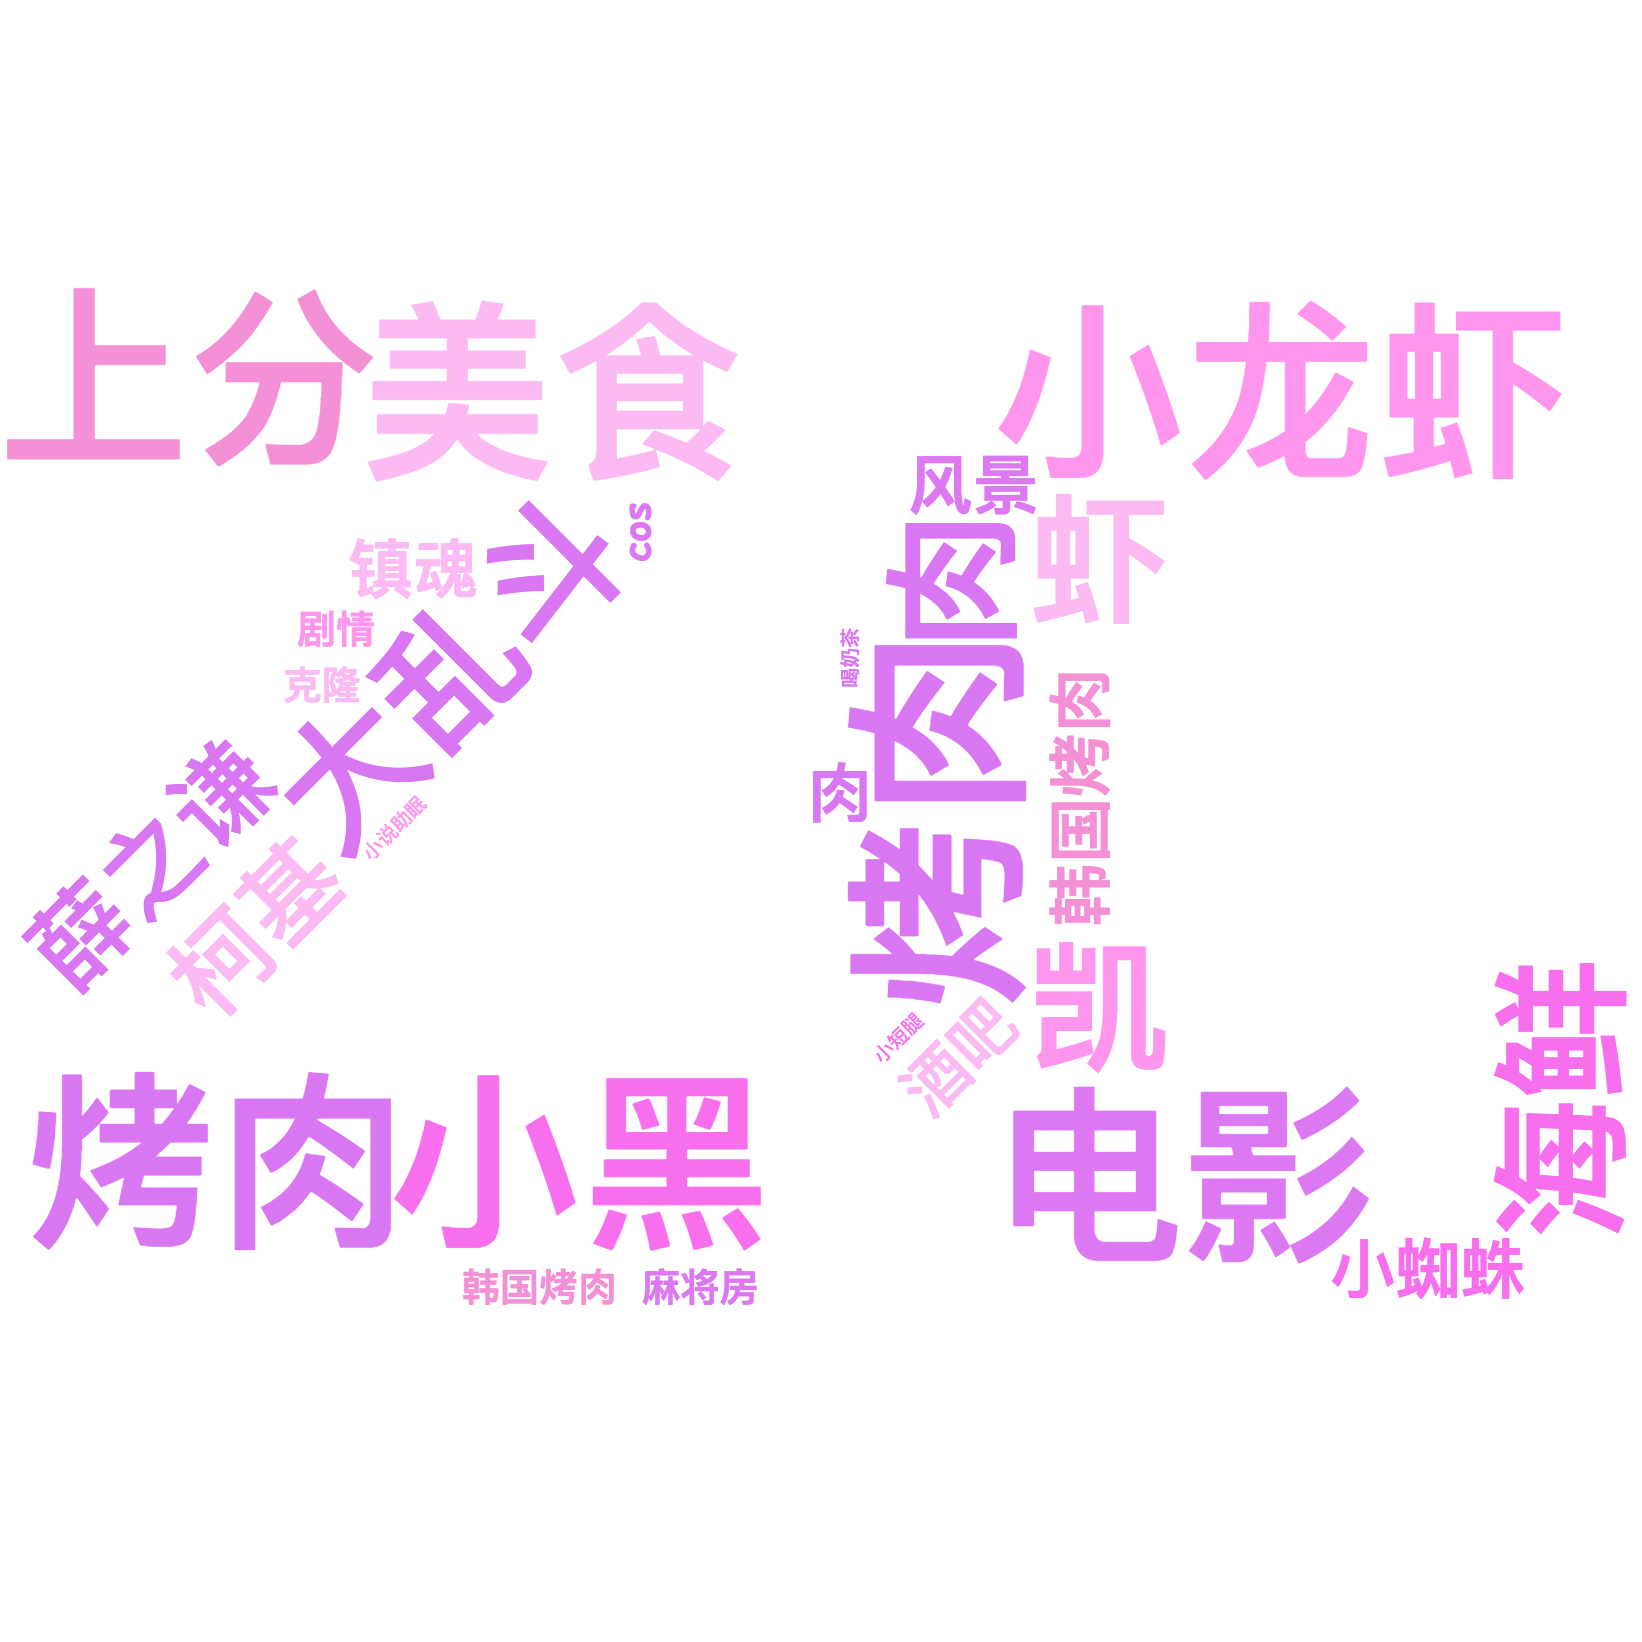 上分
美食
小龙虾
风景
虾
cos
镇魂
大乱斗
剧情
克隆
肉
喝奶茶
烤肉
肉
韩国烤肉
薛之谦
柯基
小说助眠
凯
海鲜
小短腿
酒吧
烤肉
小黑
电影
小蜘蛛
韩国烤肉
麻将房